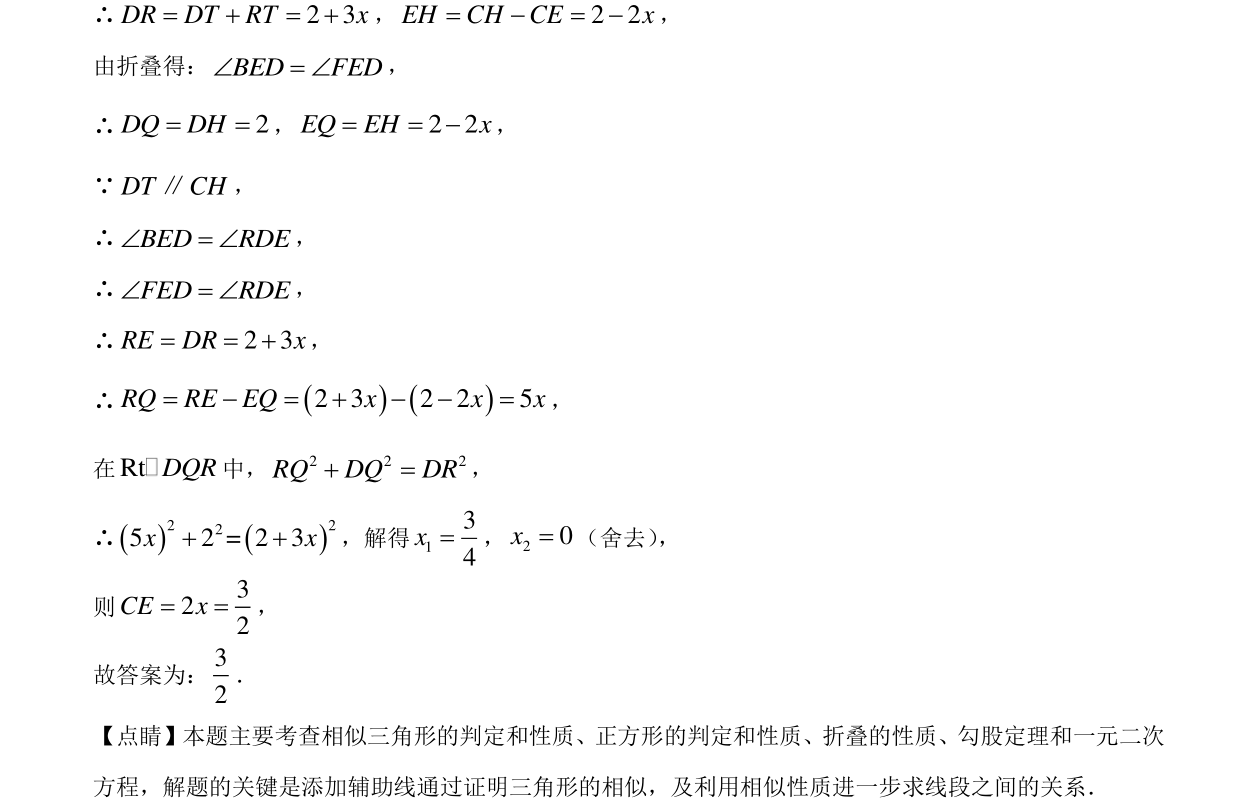 ∴ DR = DT + RT = 2 + 3x，EH = CH − CE = 2 − 2x，
由折叠得：∠BED = ∠FED，
∴ DQ = DH = 2，EQ = EH = 2 − 2x，
∵ DT ∥ CH，
∴ ∠BED = ∠RDE，
∴ ∠FED = ∠RDE，
∴ RE = DR = 2 + 3x，
∴ RQ = RE − EQ = (2 + 3x) − (2 − 2x) = 5x，
在 Rt□DQR 中，RQ² + DQ² = DR²，
∴ (5x)² + 2² = (2 + 3x)²，解得 x₁ = 3/4，x₂ = 0（舍去），
则 CE = 2x = 3/2，
故答案为：3/2．
【点睛】本题主要考查相似三角形的判定和性质、正方形的判定和性质、折叠的性质、勾股定理和一元二次
方程，解题的关键是添加辅助线通过证明三角形的相似，及利用相似性质进一步求线段之间的关系．